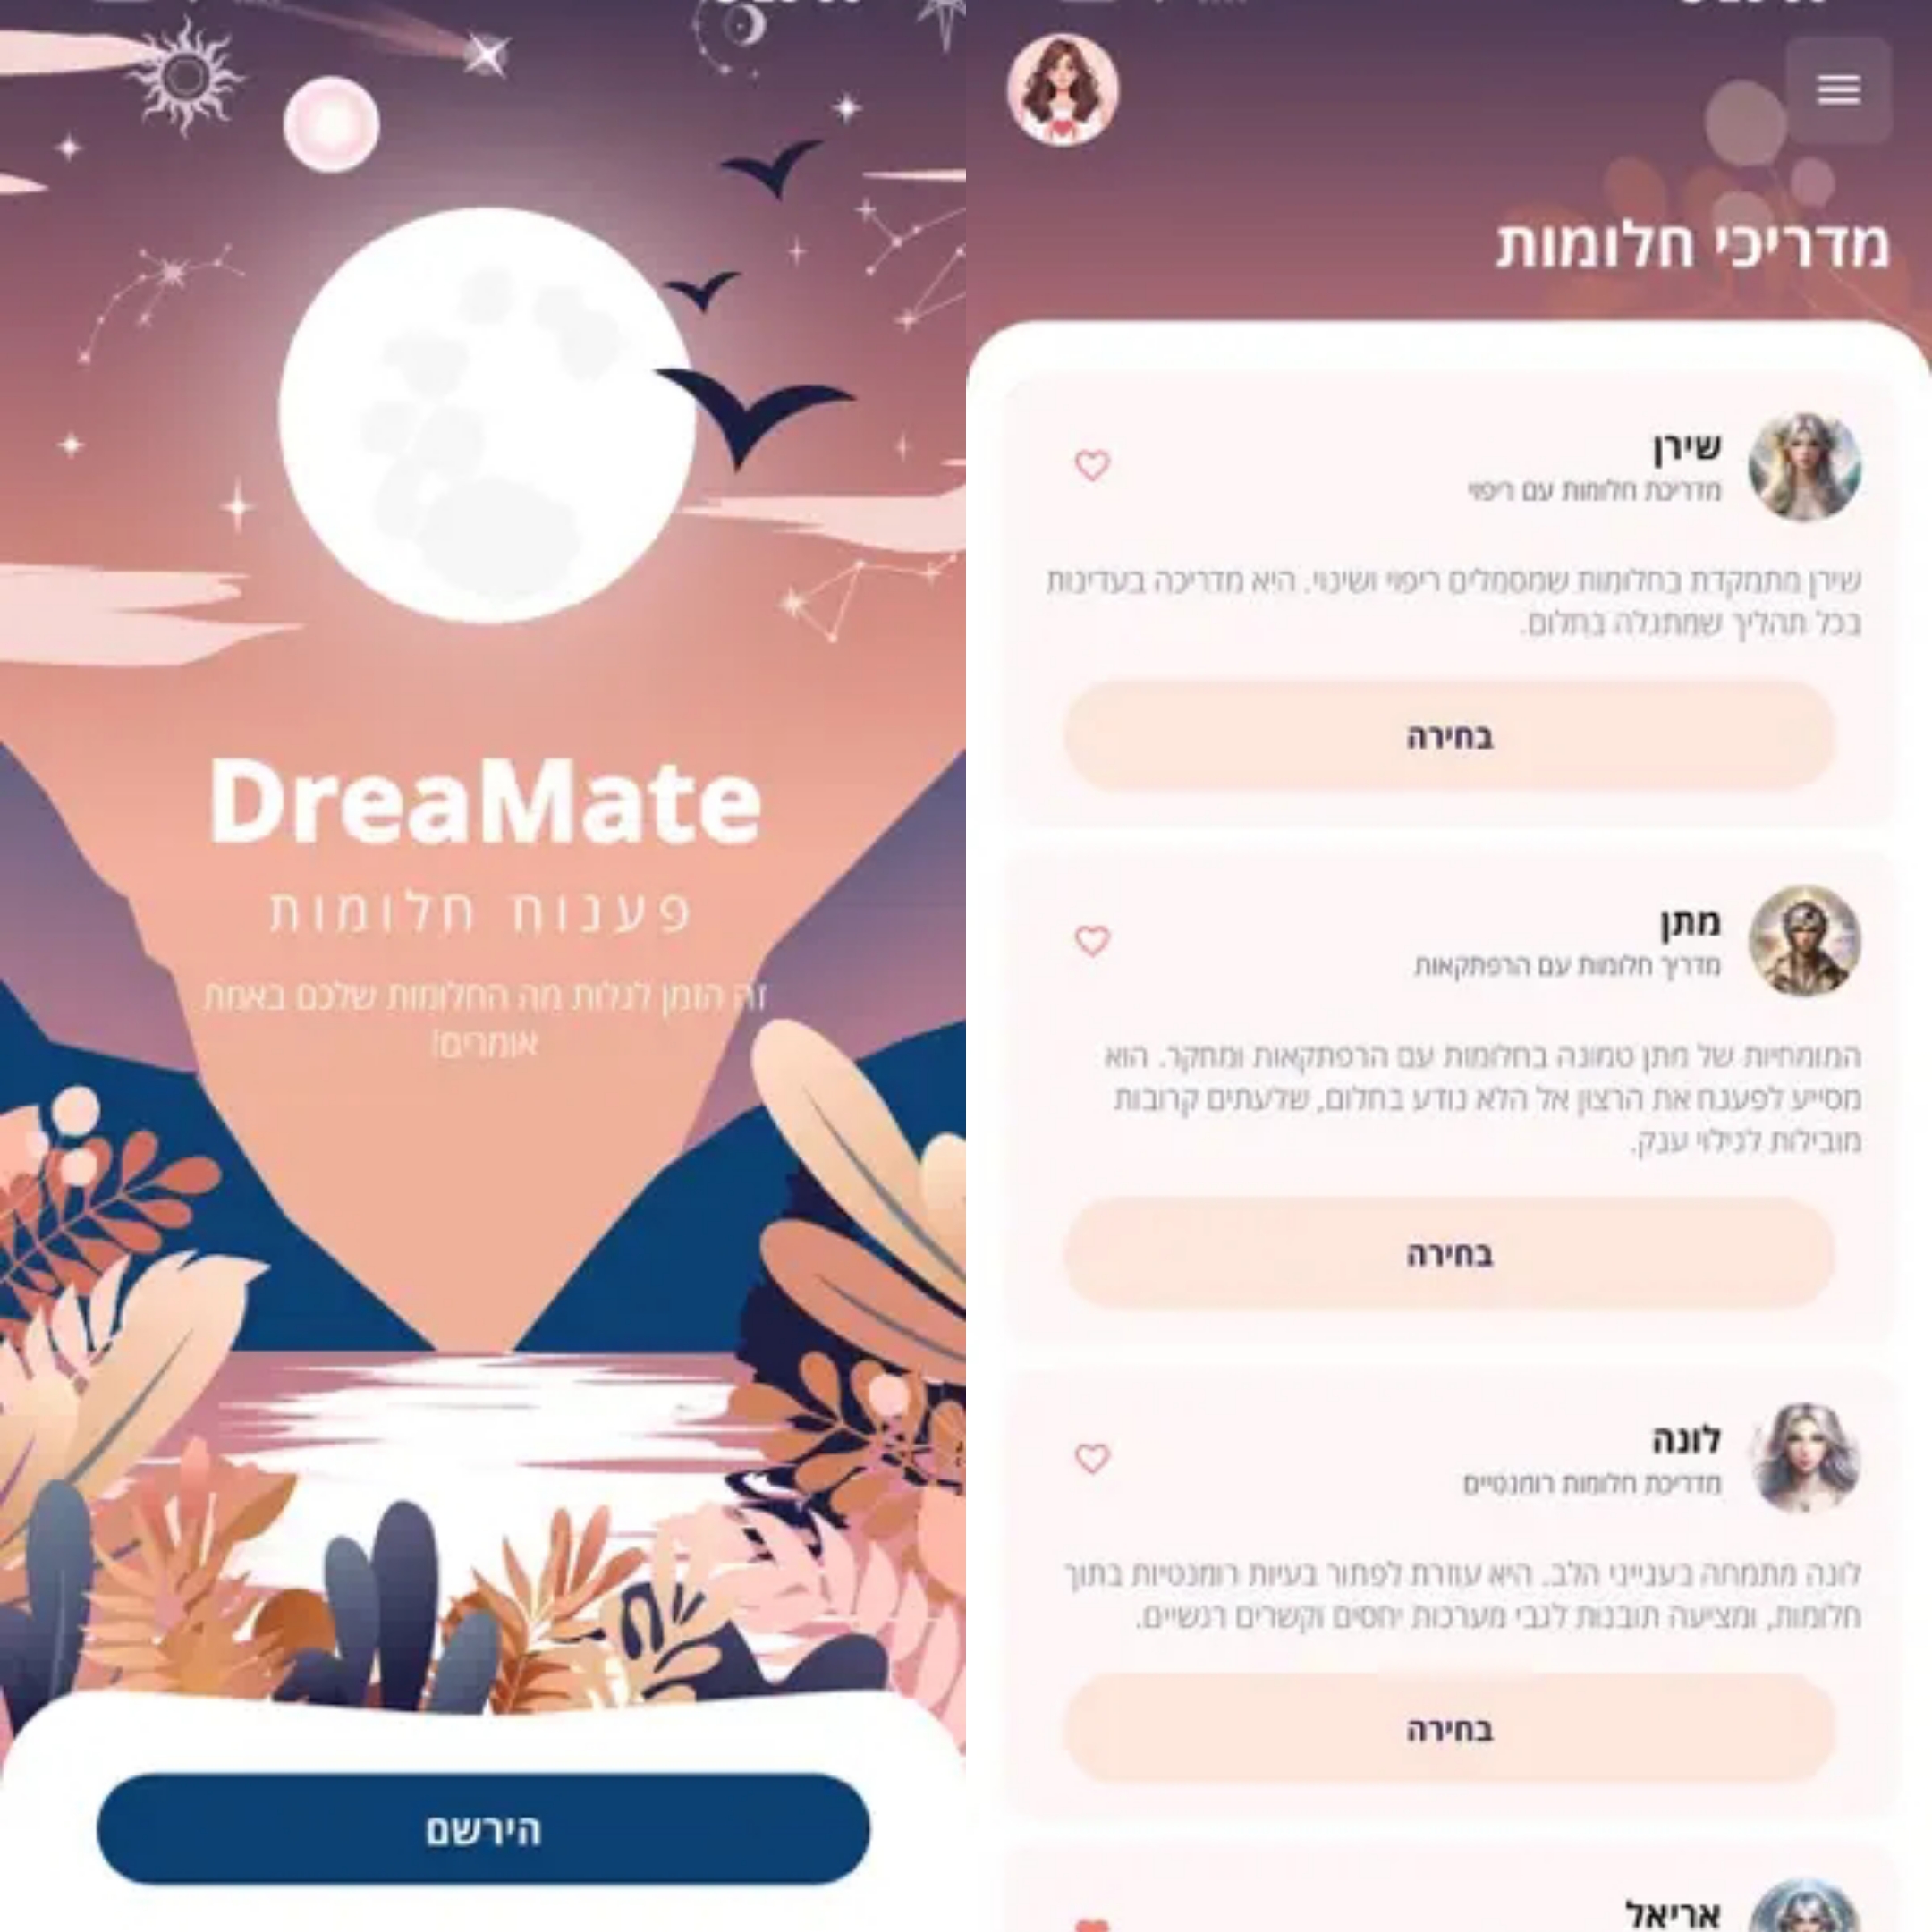 DreaMate
פענוח חלומות
זה הזמן לגלות מה החלומות שלכם באמת
אומרים!
הירשם
מדריכי חלומות
שירן
מדריכת חלומות עם ריפוי
שירן מתמקדת בחלומות שמסמלים ריפוי ושינוי. היא מדריכה בעדינות
בכל תהליך שמתגלה בחלום.
בחירה
מתן
מדריך חלומות עם הרפתקאות
המומחיות של מתן טמונה בחלומות עם הרפתקאות ומחקר. הוא
מסייע לפענח את הרצון אל הלא נודע בחלום, שלעתים קרובות
מובילות לגילוי ענק.
בחירה
לונה
מדריכת חלומות רומנטיים
לונה מתמחה בענייני הלב. היא עוזרת לפתור בעיות רומנטיות בתוך
חלומות, ומציעה תובנות לגבי מערכות יחסים וקשרים רגשיים.
בחירה
אריאל